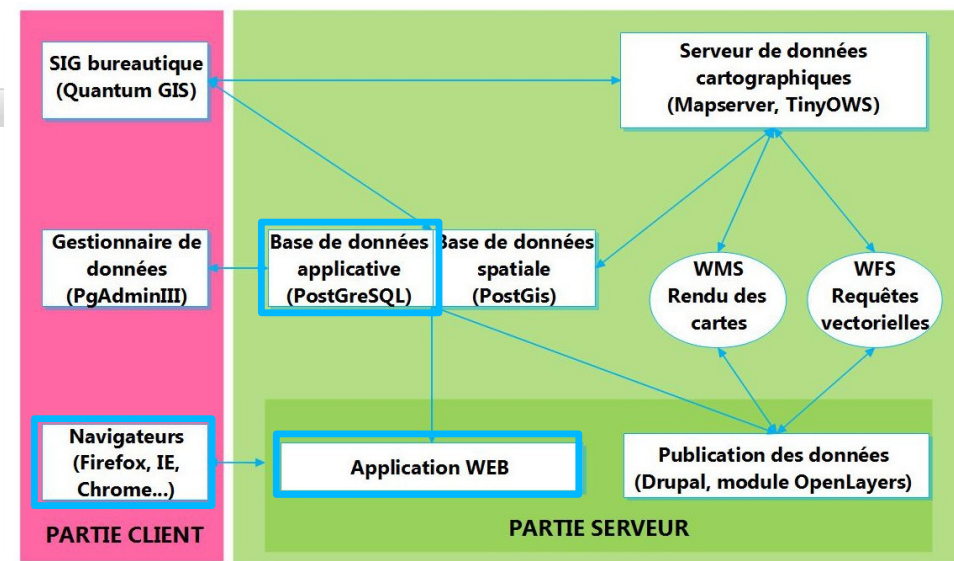 SIG bureautique
(Quantum GIS)
Serveur de données
cartographiques
(Mapserver, TinyOWS)
Gestionnaire de
données
(PgAdminIII)
Base de données
applicative
(PostGreSQL)
Base de données
spatiale
(PostGis)
WMS
Rendu des
cartes
WFS
Requêtes
vectorielles
Navigateurs
(Firefox, IE,
Chrome...)
Application WEB
Publication des données
(Drupal, module OpenLayers)
PARTIE CLIENT
PARTIE SERVEUR